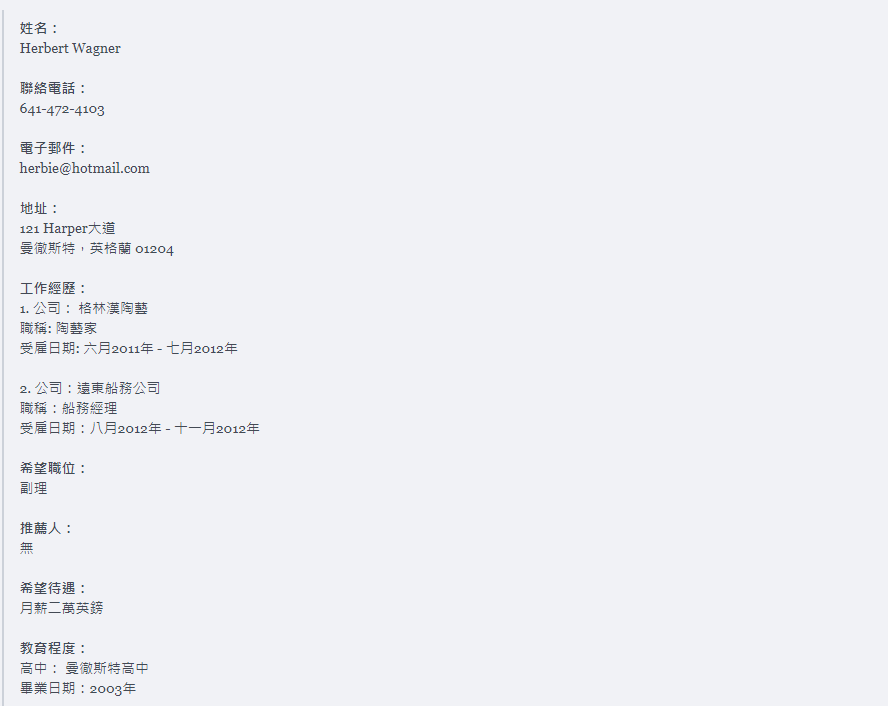 姓名：
Herbert Wagner
聯絡電話：
641-472-4103
電子郵件：
herbie@hotmail.com
地址：
121 Harper大道
曼徹斯特，英格蘭 01204
工作經歷：
1. 公司： 格林漢陶藝
職稱: 陶藝家
受雇日期: 六月2011年 - 七月2012年
2. 公司：遠東船務公司
職稱：船務經理
受雇日期：八月2012年 - 十一月2012年
希望職位：
副理
推薦人：
無
希望待遇：
月薪二萬英鎊
教育程度：
高中： 曼徹斯特高中
畢業日期：2003年